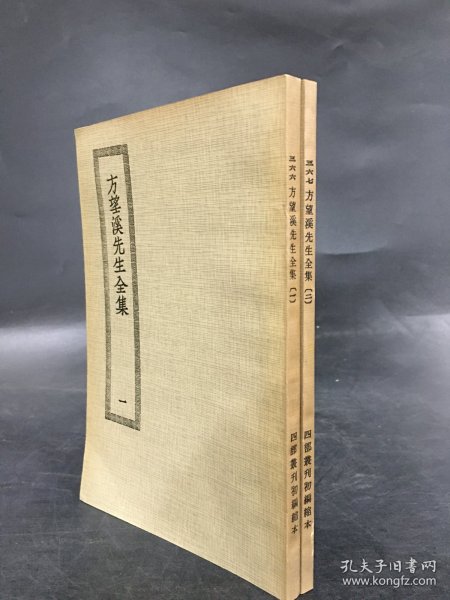 方望溪先生全集
一
三六六 方望溪先生全集(一)
四部叢刊初編縮本
三六七 方望溪先生全集(二)
四部叢刊初編縮本
孔夫子旧书网
www.kongfz.com